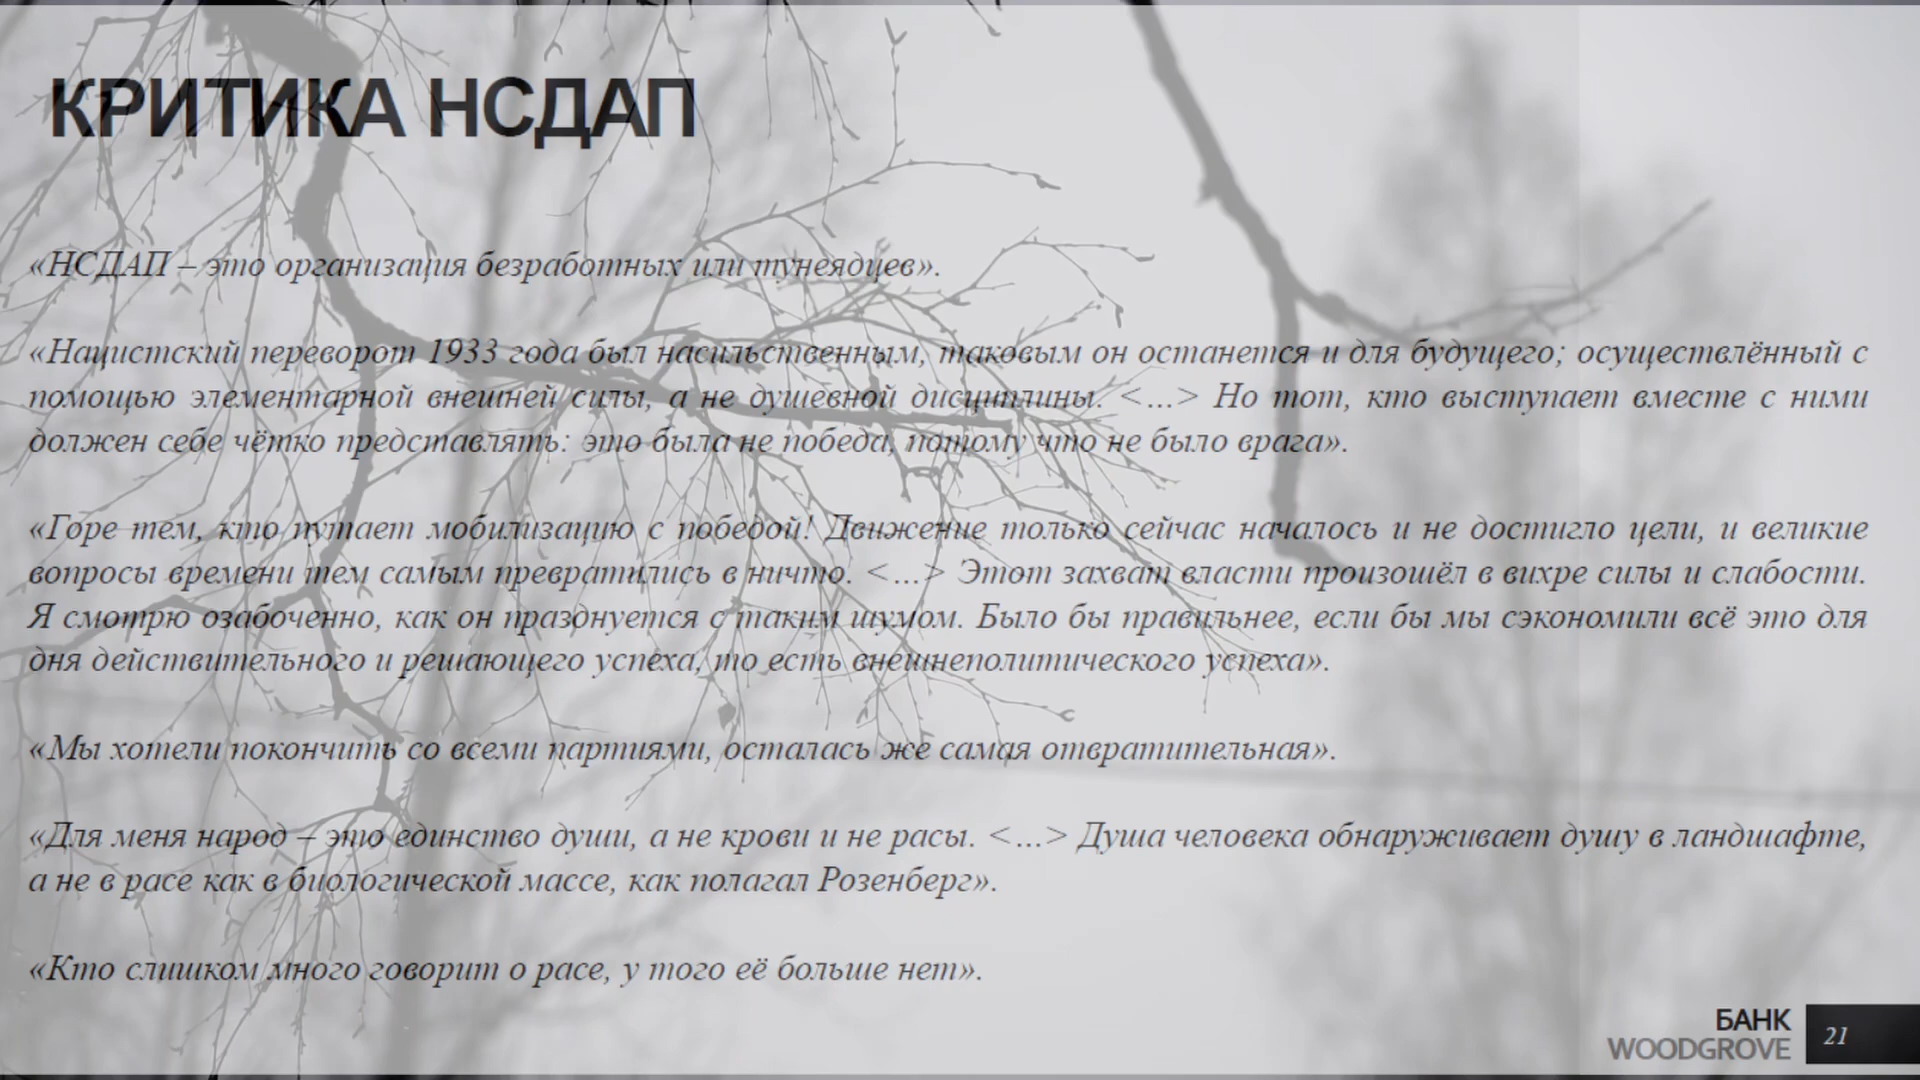 КРИТИКА НСДАП
«НСДАП – это организация безработных или тунеядцев».
«Нацистский переворот 1933 года был насильственным, таковым он останется и для будущего; осуществлённый с
помощью элементарной внешней силы, а не душевной дисциплины. <...> Но тот, кто выступает вместе с ними
должен себе чётко представлять: это была не победа, потому что не было врага».
«Горе тем, кто путает мобилизацию с победой! Движение только сейчас началось и не достигло цели, и великие
вопросы времени тем самым превратились в ничто. <...> Этот захват власти произошёл в вихре силы и слабости.
Я смотрю озабоченно, как он празднуется с таким шумом. Было бы правильнее, если бы мы сэкономили всё это для
дня действительного и решающего успеха, то есть внешнеполитического успеха».
«Мы хотели покончить со всеми партиями, осталась же самая отвратительная».
«Для меня народ – это единство души, а не крови и не расы. <...> Душа человека обнаруживает душу в ландшафте,
а не в расе как в биологической массе, как полагал Розенберг».
«Кто слишком много говорит о расе, у того её больше нет».
БАНК
WOODGROVE
21